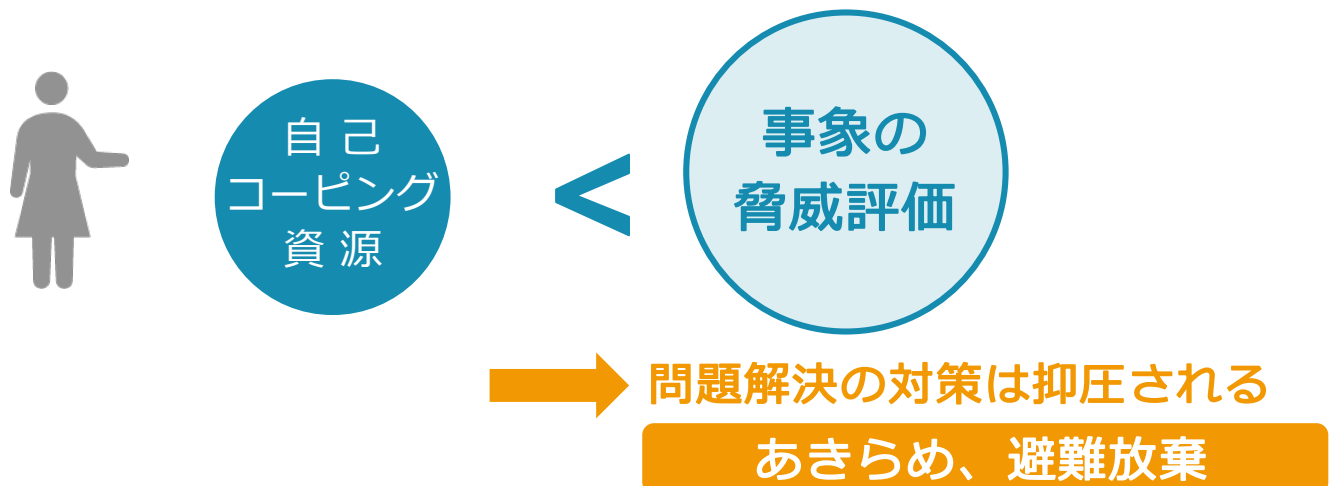 自己
コーピング
資源
<
事象の
脅威評価
問題解決の対策は抑圧される
あきらめ、避難放棄